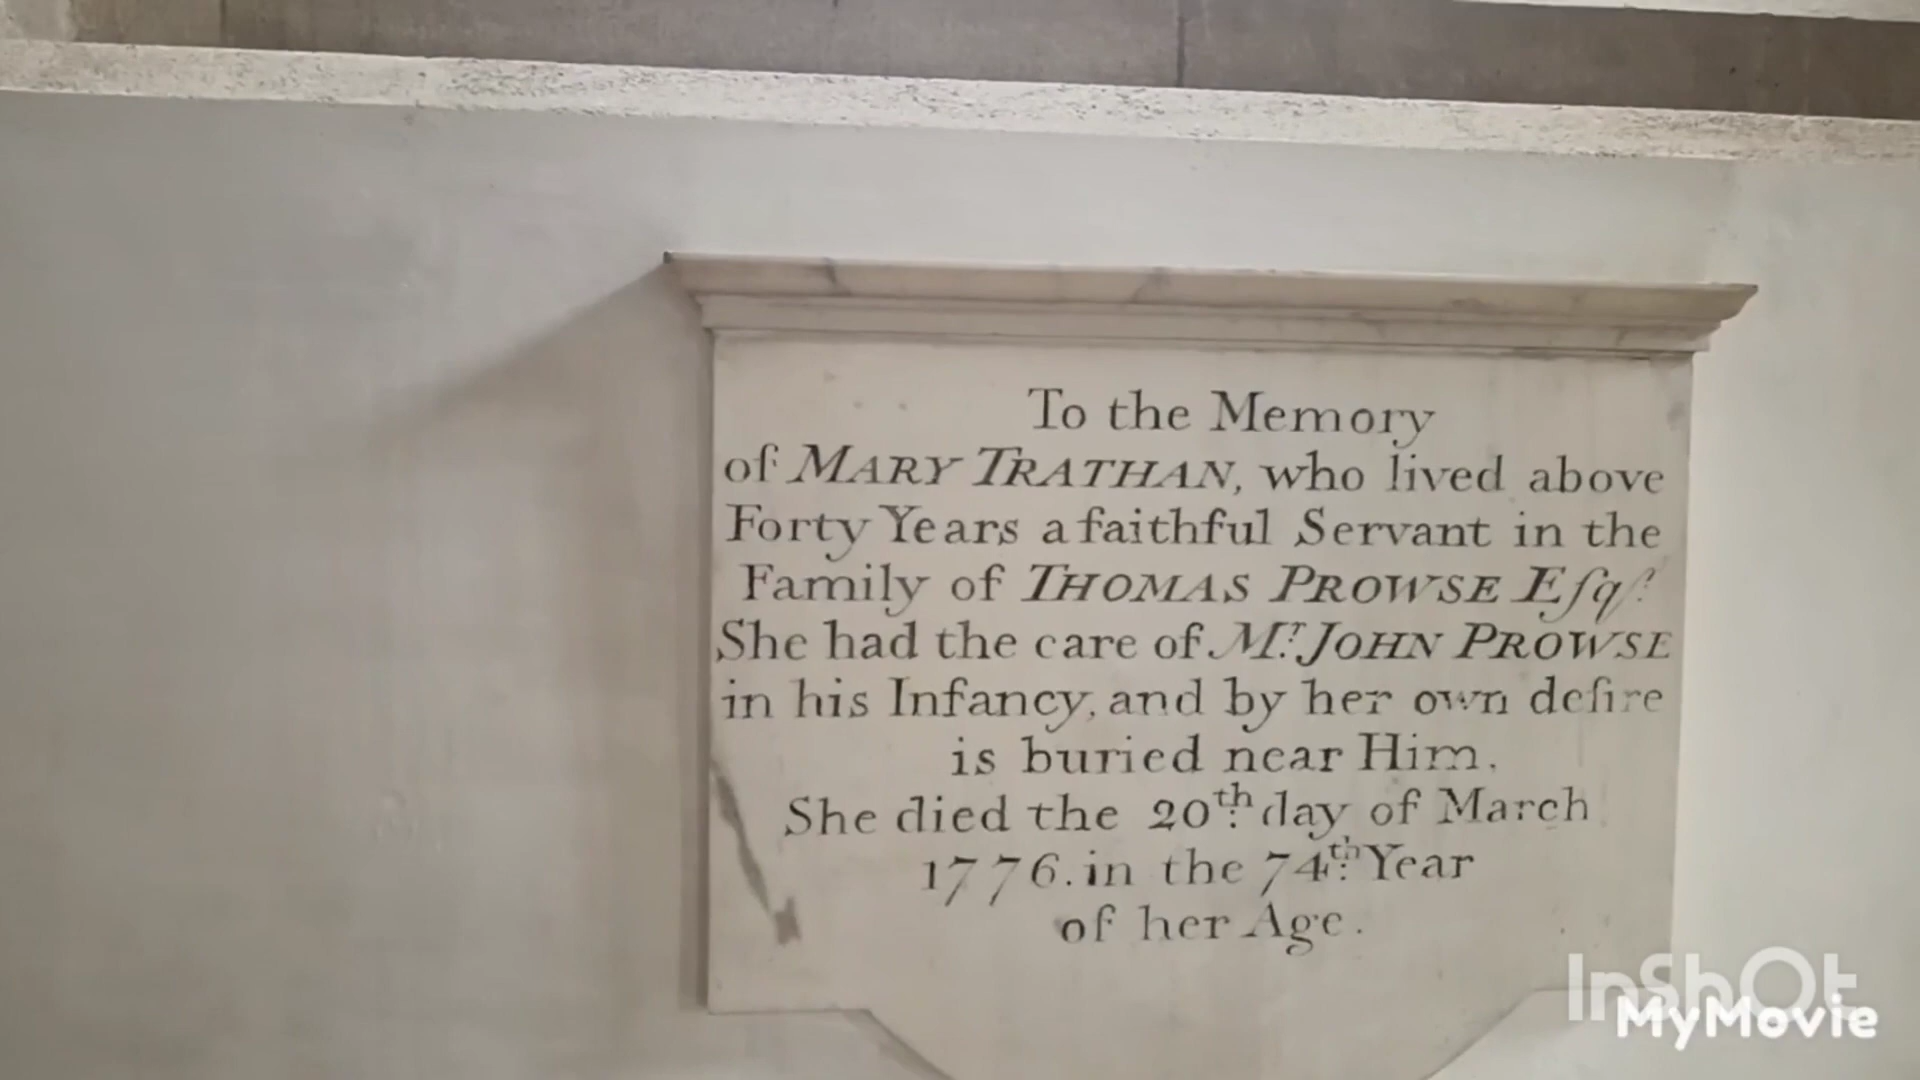 To the Memory
of MARY TRATHAN, who lived above
Forty Years a faithful Servant in the
Family of THOMAS PROWSE Eſqʳ.
She had the care of Mʳ. JOHN PROWSE
in his Infancy, and by her own deſire
is buried near Him.
She died the 20th. day of March
1776. in the 74th. Year
of her Age.
InShOt
MyMovie